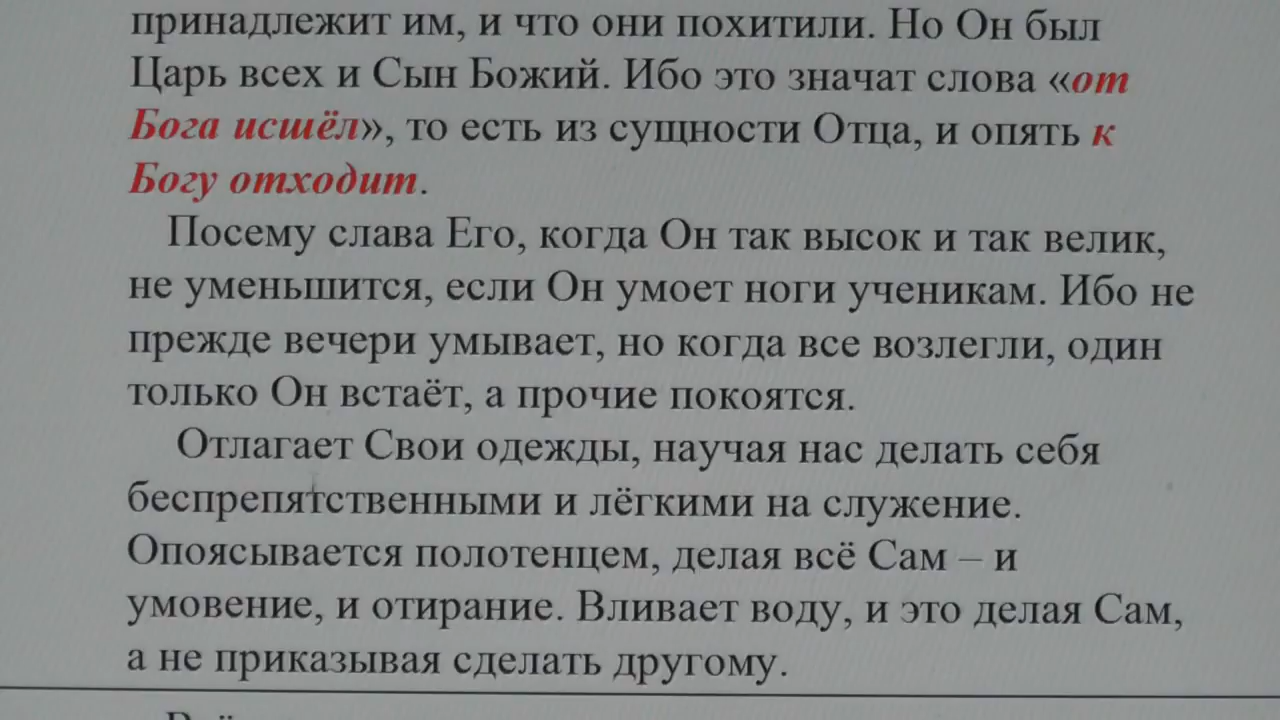 принадлежит им, и что они похитили. Но Он был
Царь всех и Сын Божий. Ибо это значат слова «от
Бога исшёл», то есть из сущности Отца, и опять к
Богу отходит.
Посему слава Его, когда Он так высок и так велик,
не уменьшится, если Он умоет ноги ученикам. Ибо не
прежде вечери умывает, но когда все возлегли, один
только Он встаёт, а прочие покоятся.
Отлагает Свои одежды, научая нас делать себя
беспрепятственными и лёгкими на служение.
Опоясывается полотенцем, делая всё Сам – и
умовение, и отирание. Вливает воду, и это делая Сам,
а не приказывая сделать другому.